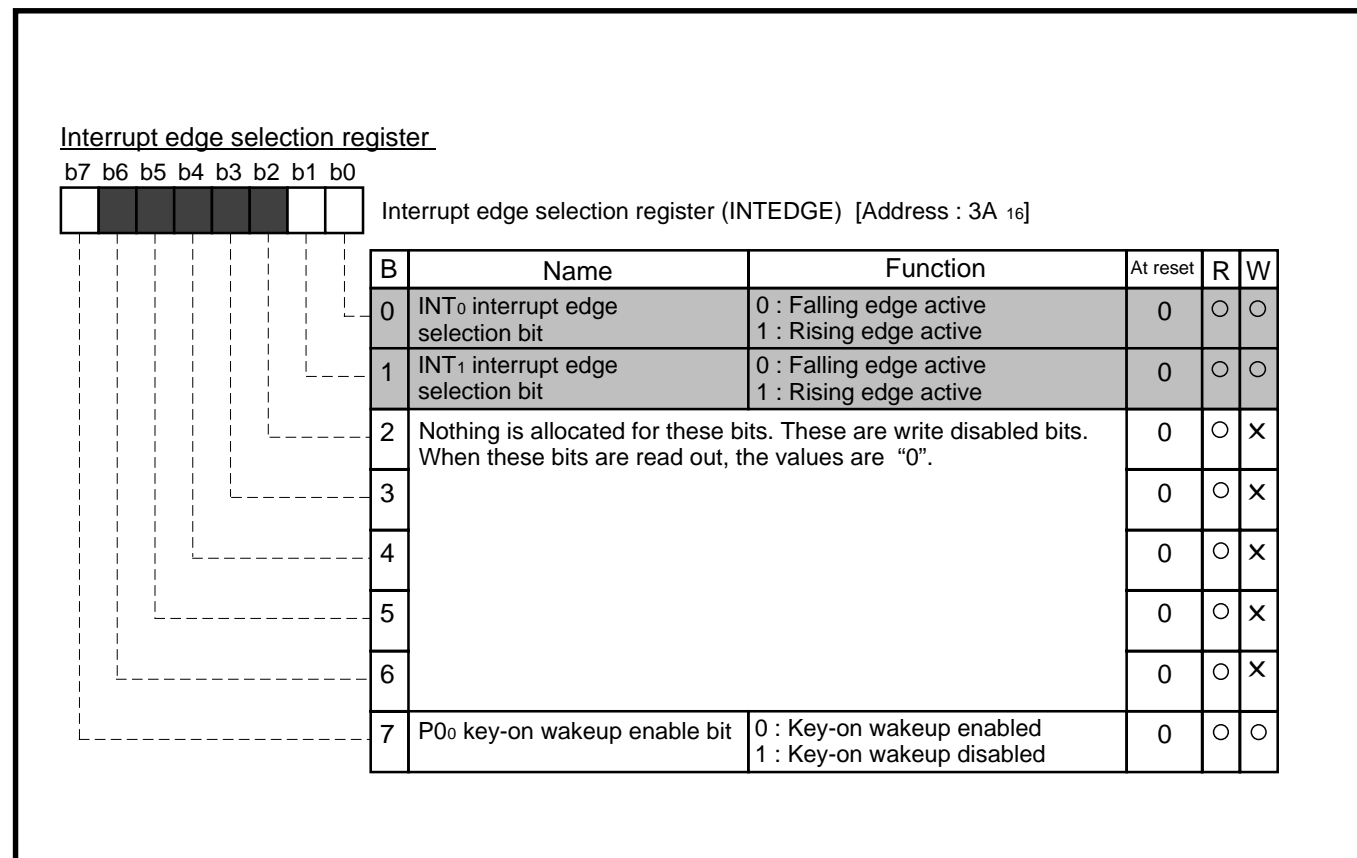 Interrupt edge selection register
b7 b6 b5 b4 b3 b2 b1 b0
Interrupt edge selection register (INTEDGE) [Address : 3A 16]
B Name Function At reset R W
0 INT0 interrupt edge selection bit 0 : Falling edge active 0 ○ ○
1 : Rising edge active
1 INT1 interrupt edge selection bit 0 : Falling edge active 0 ○ ○
1 : Rising edge active
2 Nothing is allocated for these bits. These are write disabled bits. 0 ○ ×
When these bits are read out, the values are “0”.
3 0 ○ ×
4 0 ○ ×
5 0 ○ ×
6 0 ○ ×
7 P00 key-on wakeup enable bit 0 : Key-on wakeup enabled 0 ○ ○
1 : Key-on wakeup disabled